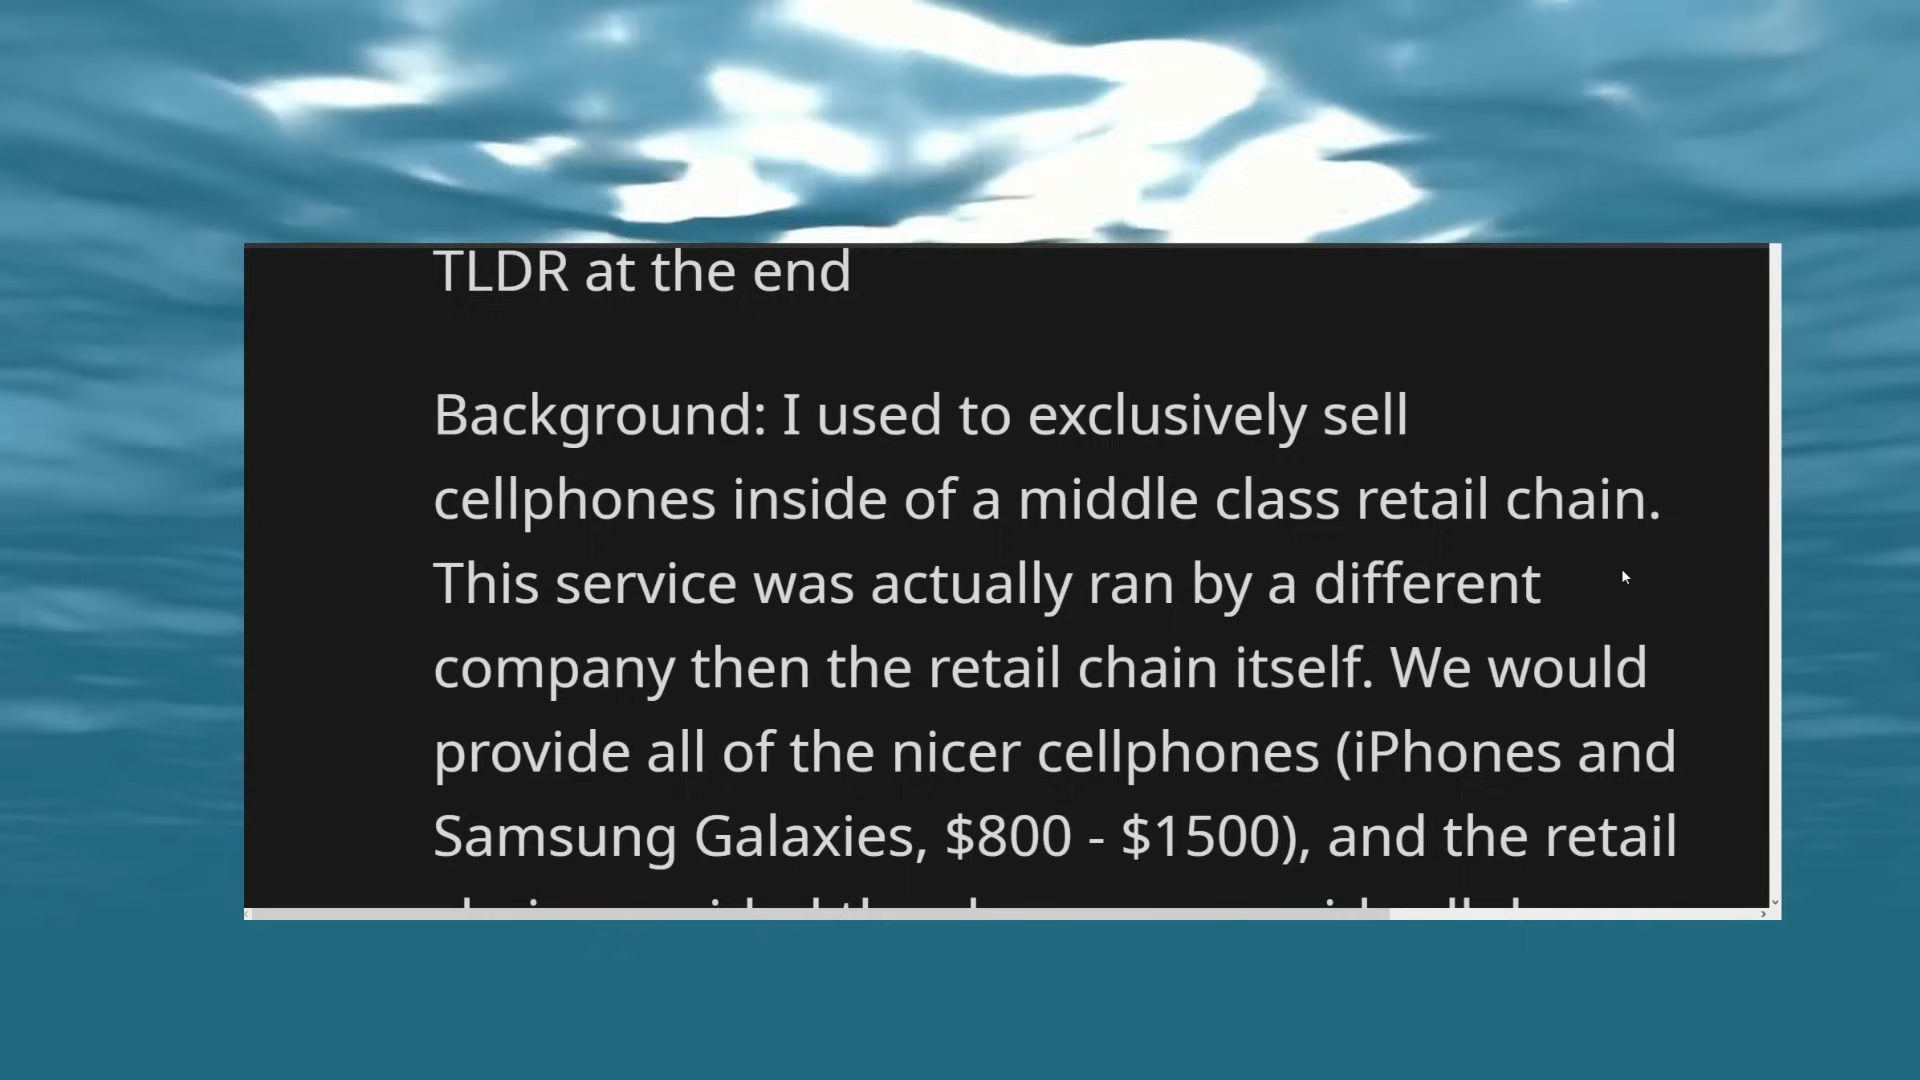 TLDR at the end
Background: I used to exclusively sell
cellphones inside of a middle class retail chain.
This service was actually ran by a different
company then the retail chain itself. We would
provide all of the nicer cellphones (iPhones and
Samsung Galaxies, $800 - $1500), and the retail